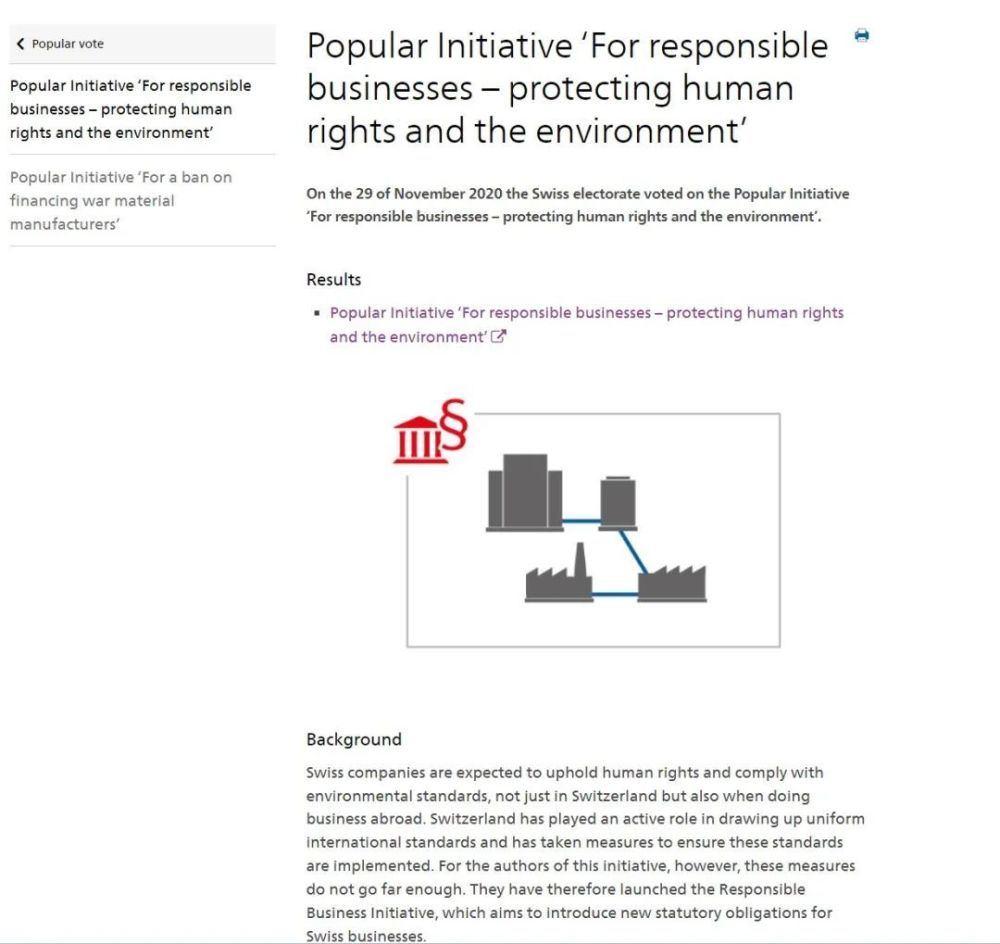 Popular vote
Popular Initiative ‘For responsible
businesses – protecting human
rights and the environment’
Popular Initiative ‘For a ban on
financing war material
manufacturers’
Popular Initiative ‘For responsible
businesses – protecting human
rights and the environment’
On the 29 of November 2020 the Swiss electorate voted on the Popular Initiative
‘For responsible businesses – protecting human rights and the environment’.
Results
Popular Initiative ‘For responsible businesses – protecting human rights
and the environment’
§
Background
Swiss companies are expected to uphold human rights and comply with
environmental standards, not just in Switzerland but also when doing
business abroad. Switzerland has played an active role in drawing up uniform
international standards and has taken measures to ensure these standards
are implemented. For the authors of this initiative, however, these measures
do not go far enough. They have therefore launched the Responsible
Business Initiative, which aims to introduce new statutory obligations for
Swiss businesses.